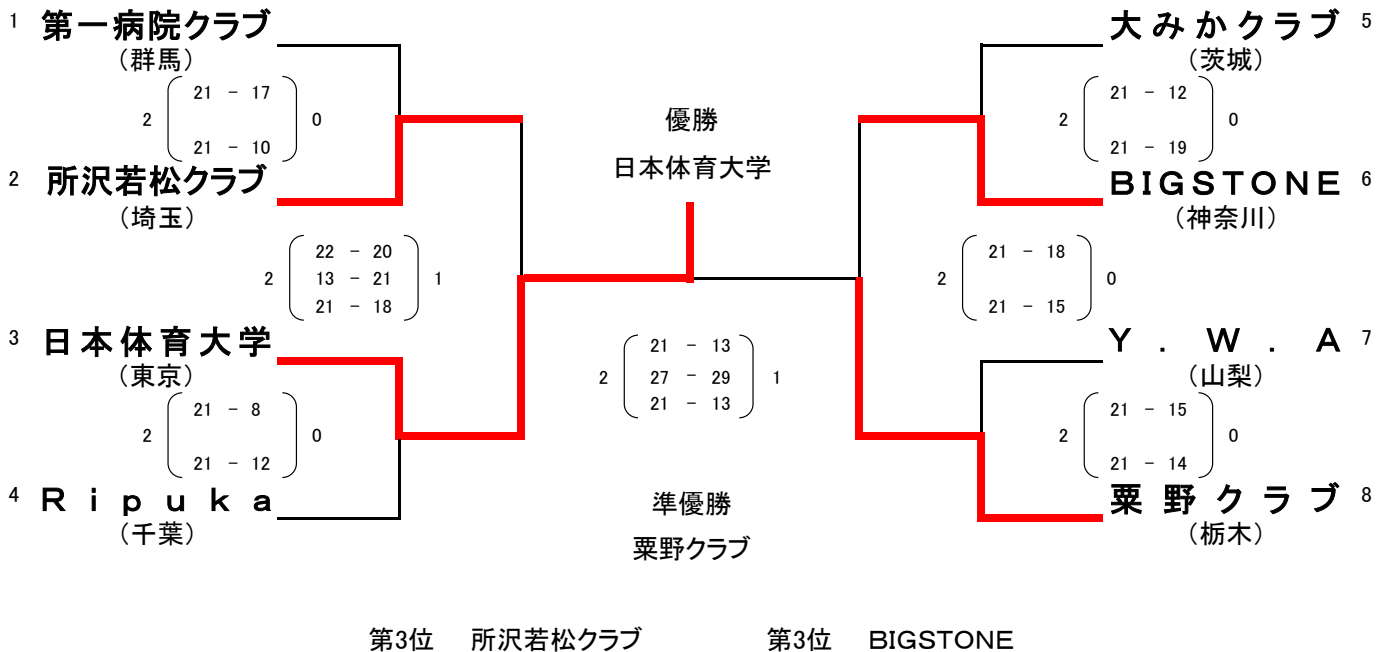 1 第一病院クラブ
(群馬)
2 21 - 17 0
21 - 10
2 所沢若松クラブ
(埼玉)
2 22 - 20 1
13 - 21
21 - 18
3 日本体育大学
(東京)
2 21 - 8 0
21 - 12
4 Ripuka
(千葉)
優勝
日本体育大学
2 21 - 13 1
27 - 29
21 - 13
準優勝
粟野クラブ
大みかクラブ 5
(茨城)
2 21 - 12 0
21 - 19
BIGSTONE 6
(神奈川)
2 21 - 18 0
21 - 15
Y.W.A 7
(山梨)
2 21 - 15 0
21 - 14
粟野クラブ 8
(栃木)
第3位 所沢若松クラブ 第3位 BIGSTONE